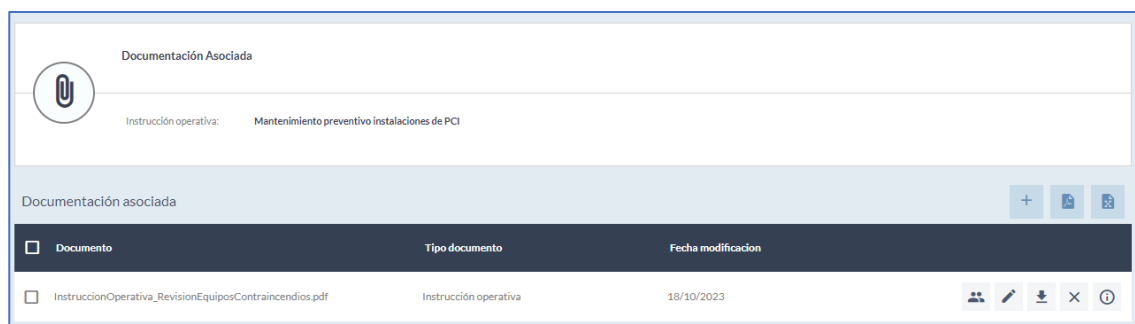 Documentación Asociada
Instrucción operativa: Mantenimiento preventivo instalaciones de PCI
Documentación asociada
Documento Tipo documento Fecha modificacion
InstruccionOperativa_RevisionEquiposContraincendios.pdf Instrucción operativa 18/10/2023